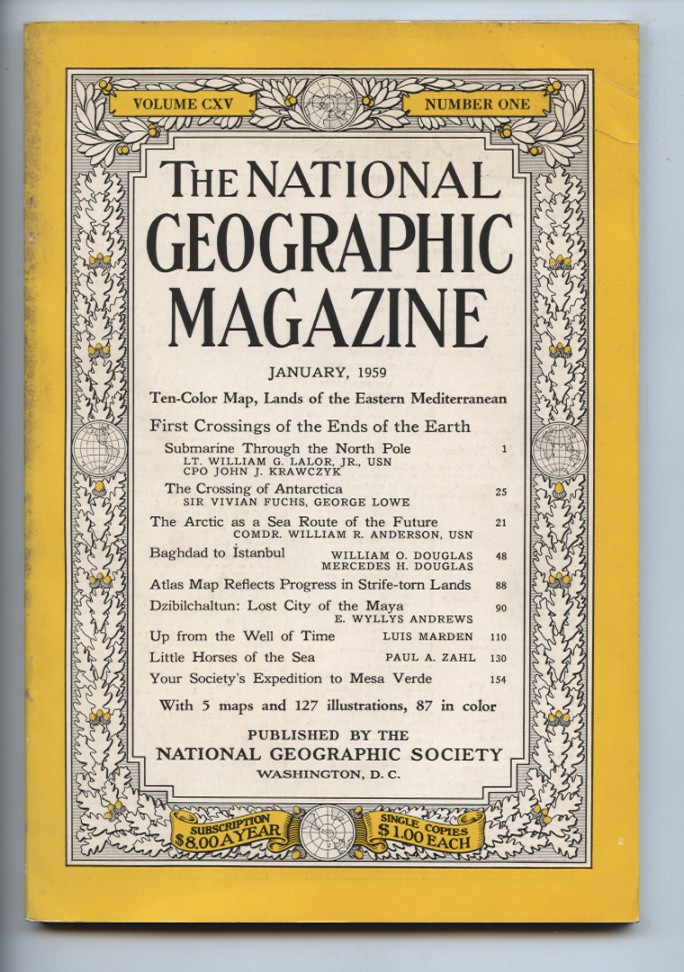 VOLUME CXV
NUMBER ONE
THE NATIONAL
GEOGRAPHIC
MAGAZINE
JANUARY, 1959
Ten-Color Map, Lands of the Eastern Mediterranean
First Crossings of the Ends of the Earth
Submarine Through the North Pole 1
LT. WILLIAM G. LALOR, JR., USN
CPO JOHN J. KRAWCZYK
The Crossing of Antarctica 25
SIR VIVIAN FUCHS, GEORGE LOWE
The Arctic as a Sea Route of the Future 21
COMDR. WILLIAM R. ANDERSON, USN
Baghdad to İstanbul WILLIAM O. DOUGLAS 48
MERCEDES H. DOUGLAS
Atlas Map Reflects Progress in Strife-torn Lands 88
Dzibilchaltun: Lost City of the Maya 90
E. WYLLYS ANDREWS
Up from the Well of Time LUIS MARDEN 110
Little Horses of the Sea PAUL A. ZAHL 130
Your Society's Expedition to Mesa Verde 154
With 5 maps and 127 illustrations, 87 in color
PUBLISHED BY THE
NATIONAL GEOGRAPHIC SOCIETY
WASHINGTON, D. C.
SUBSCRIPTION
$8.00 A YEAR
SINGLE COPIES
$1.00 EACH